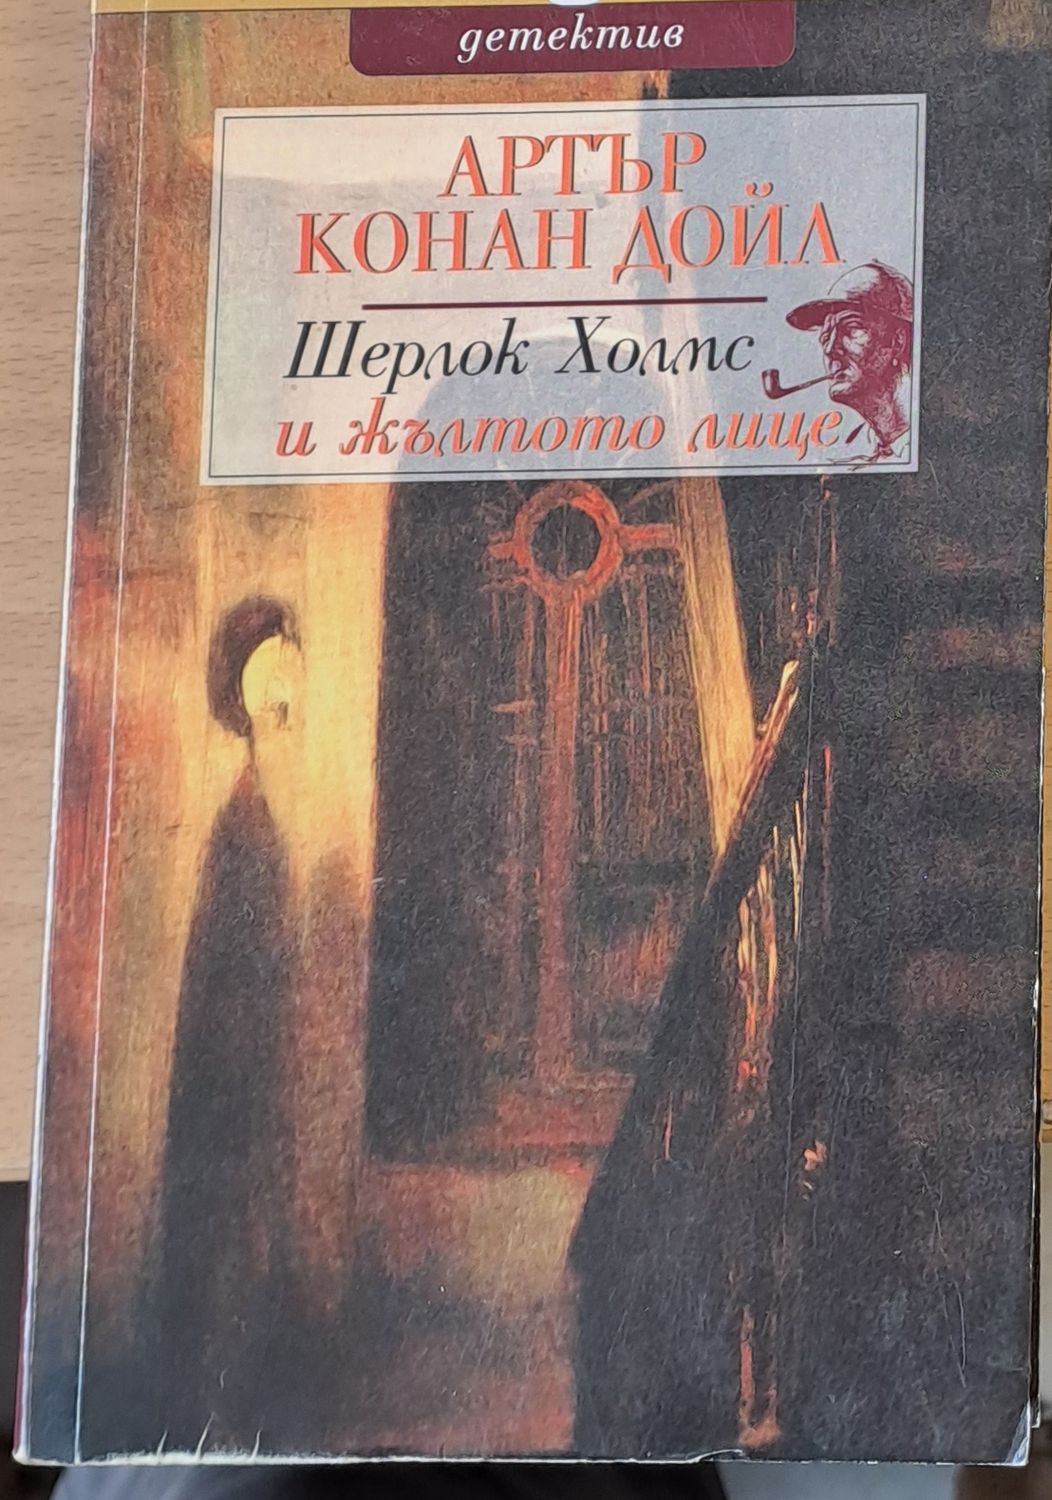 детектив
АРТЪР
КОНАН ДОЙЛ
Шерлок Холмс
и жълтото лице